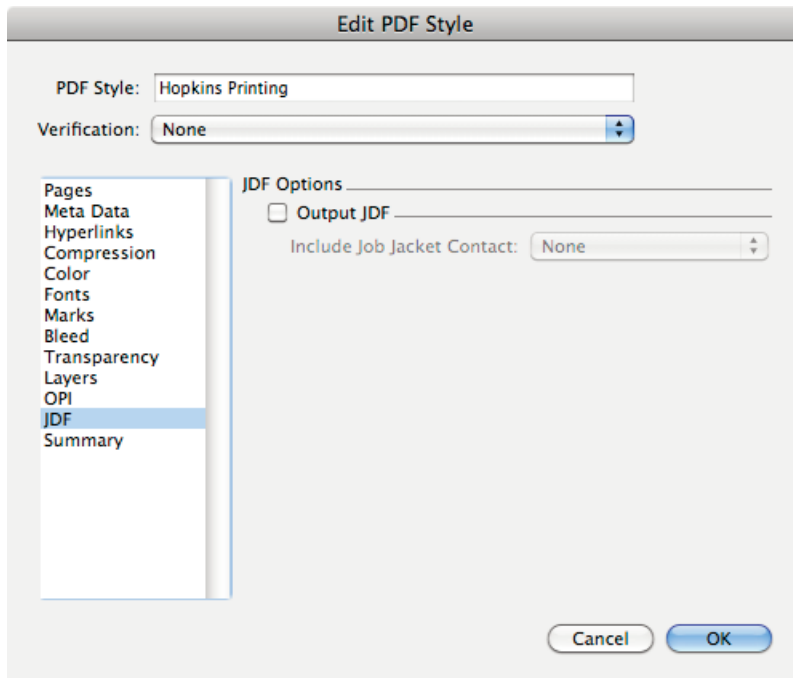 Edit PDF Style
PDF Style: Hopkins Printing
Verification: None
Pages
Meta Data
Hyperlinks
Compression
Color
Fonts
Marks
Bleed
Transparency
Layers
OPI
JDF
Summary
JDF Options
Output JDF
Include Job Jacket Contact: None
Cancel OK